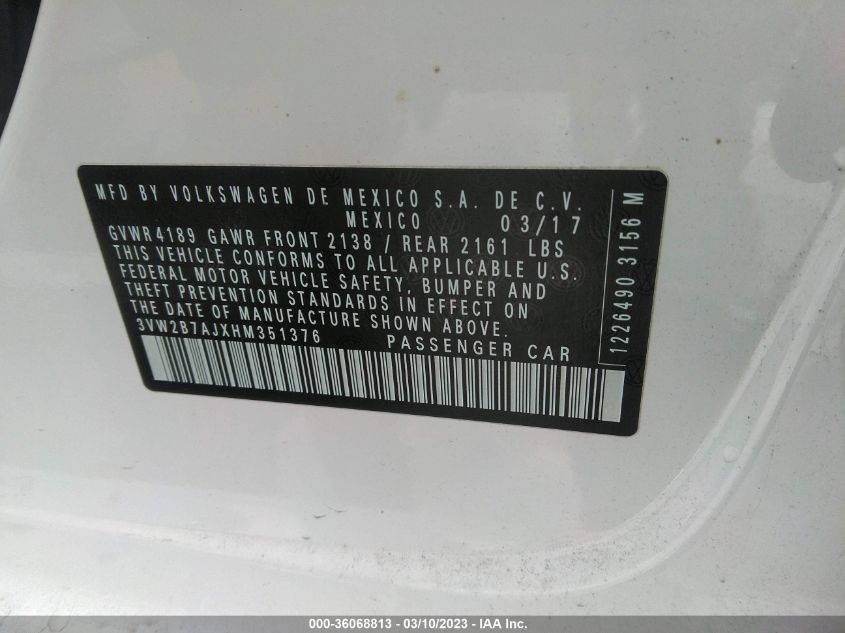 MFD BY VOLKSWAGEN DE MEXICO S.A. DE C.V.
MEXICO 03/17
GVWR 4189 GAWR FRONT 2138 / REAR 2161 LBS
THIS VEHICLE CONFORMS TO ALL APPLICABLE U.S.
FEDERAL MOTOR VEHICLE SAFETY, BUMPER AND
THEFT PREVENTION STANDARDS IN EFFECT ON
THE DATE OF MANUFACTURE SHOWN ABOVE.
3VW2B7AJXHM351376 PASSENGER CAR
1226490 3156 M
000-36068813 - 03/10/2023 - IAA Inc.